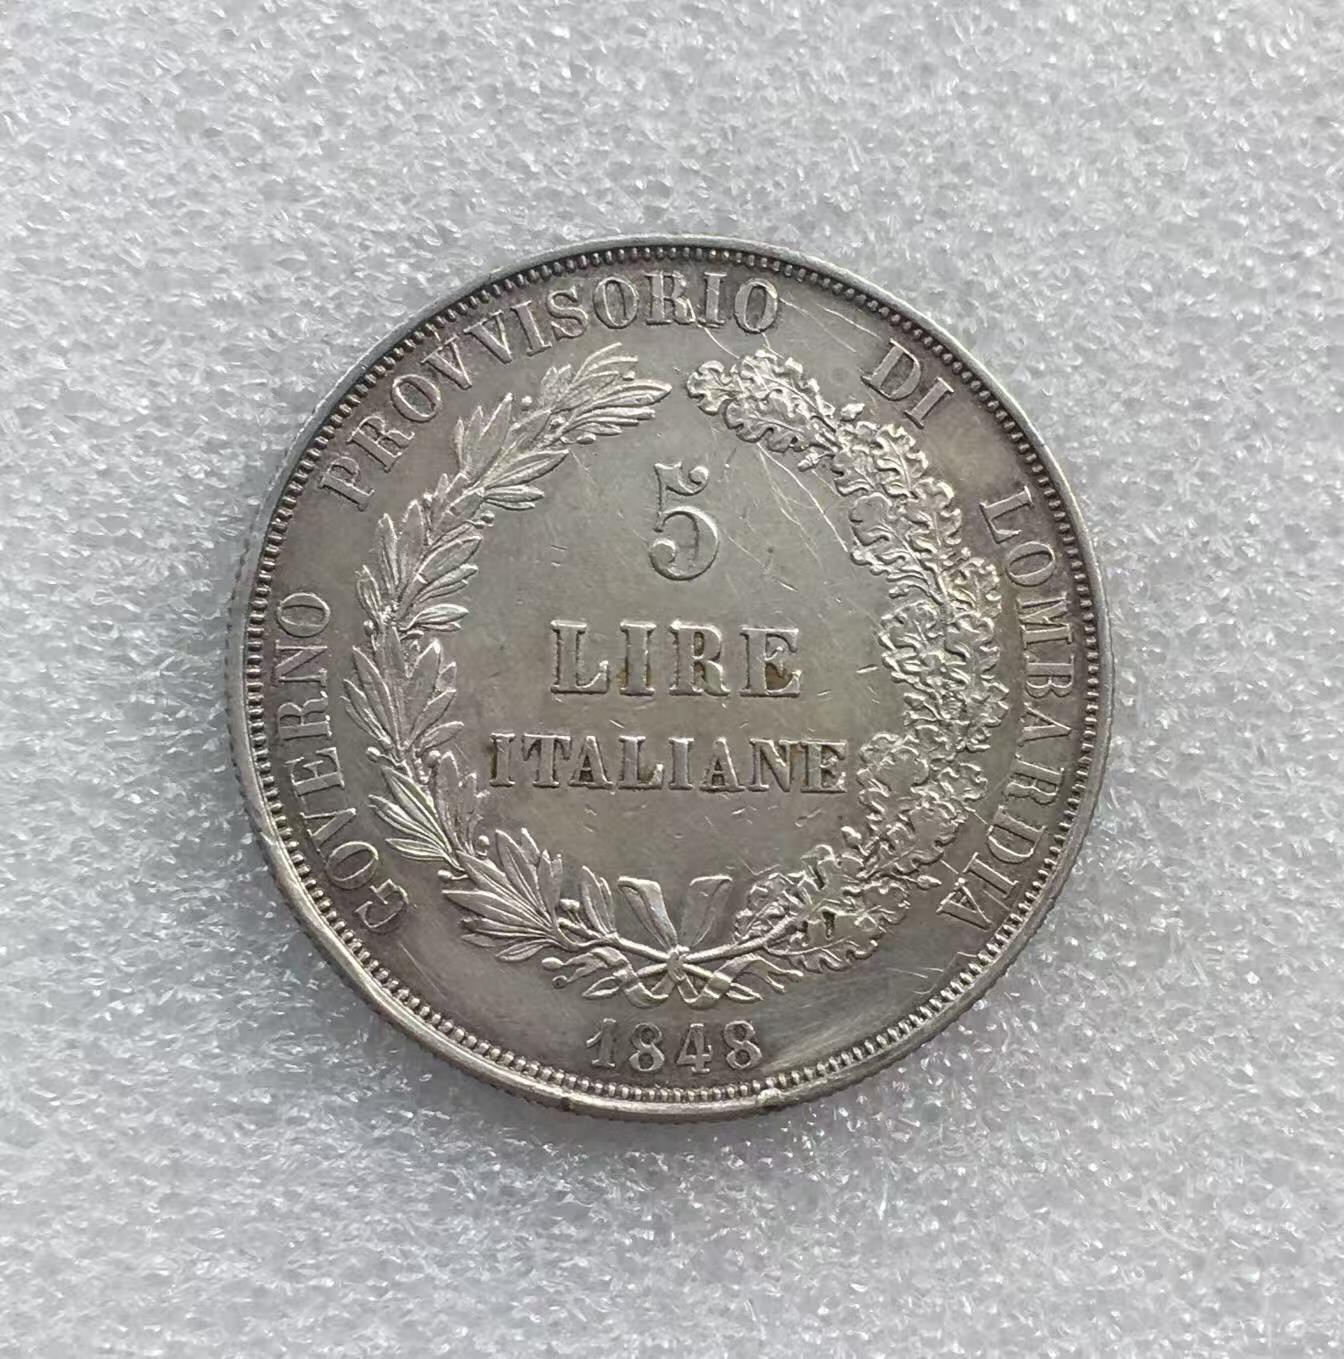 GOVERNO PROVVISORIO DI LOMBARDIA
5
LIRE
ITALIANE
1848